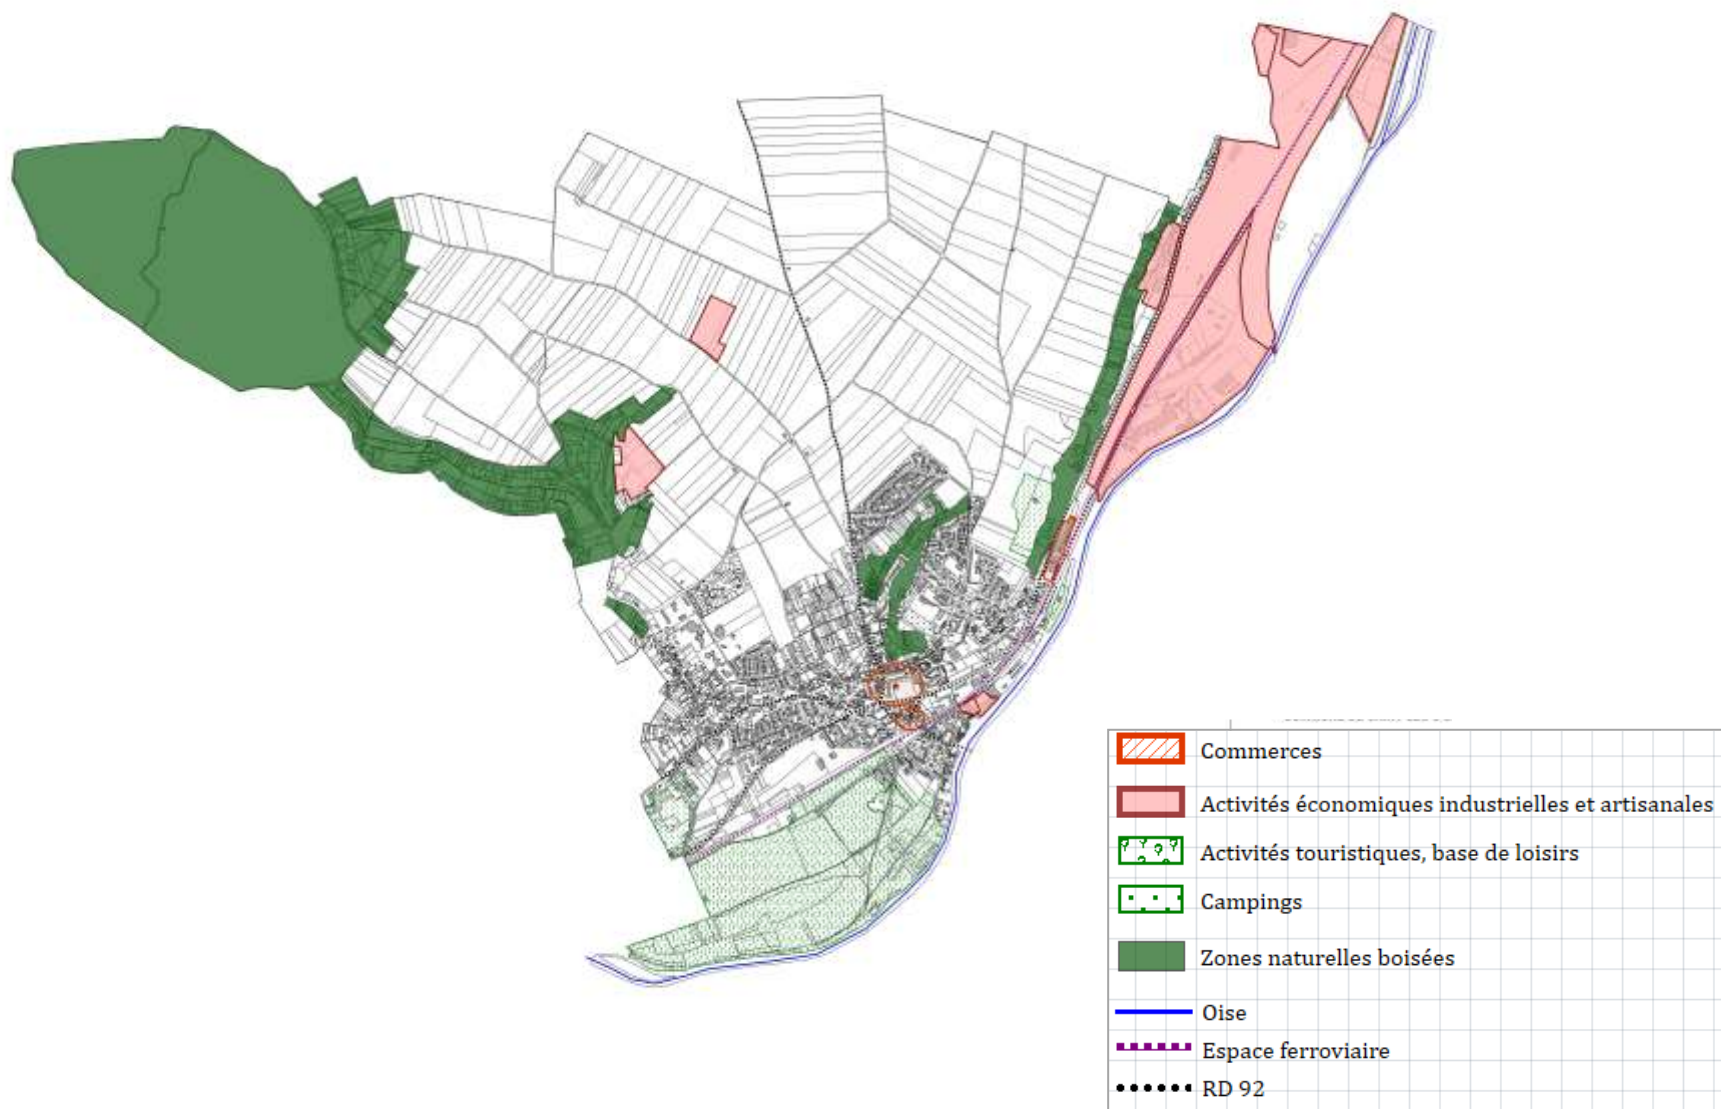 Commerces
Activités économiques industrielles et artisanales
Activités touristiques, base de loisirs
Campings
Zones naturelles boisées
Oise
Espace ferroviaire
RD 92